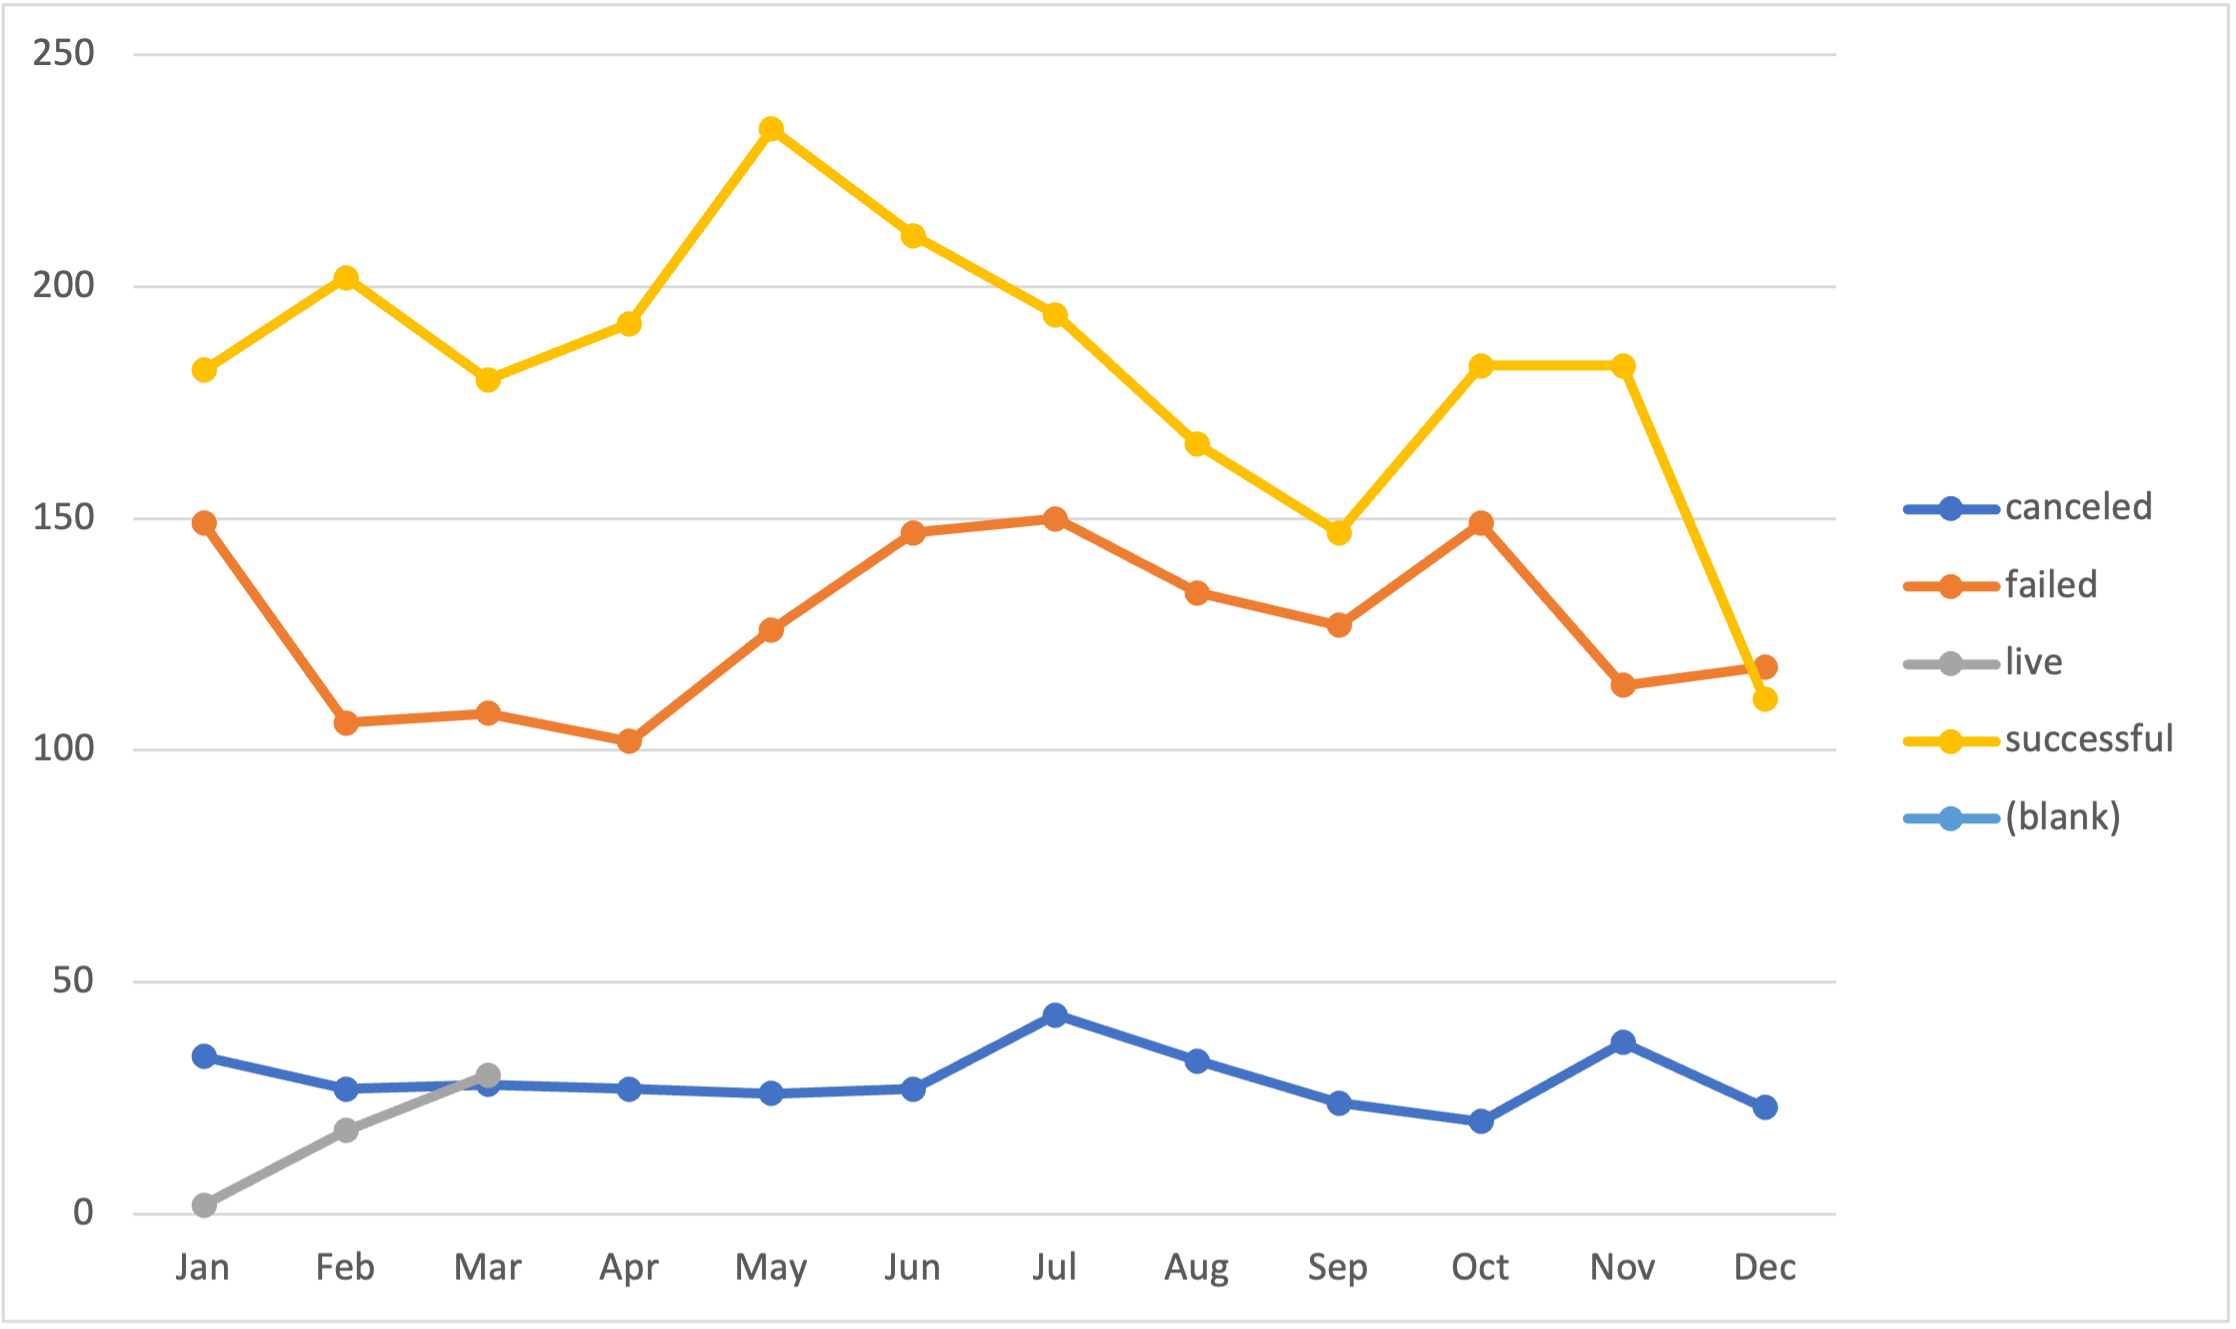 250
200
150
100
50
0
Jan Feb Mar Apr May Jun Jul Aug Sep Oct Nov Dec
canceled
failed
live
successful
(blank)